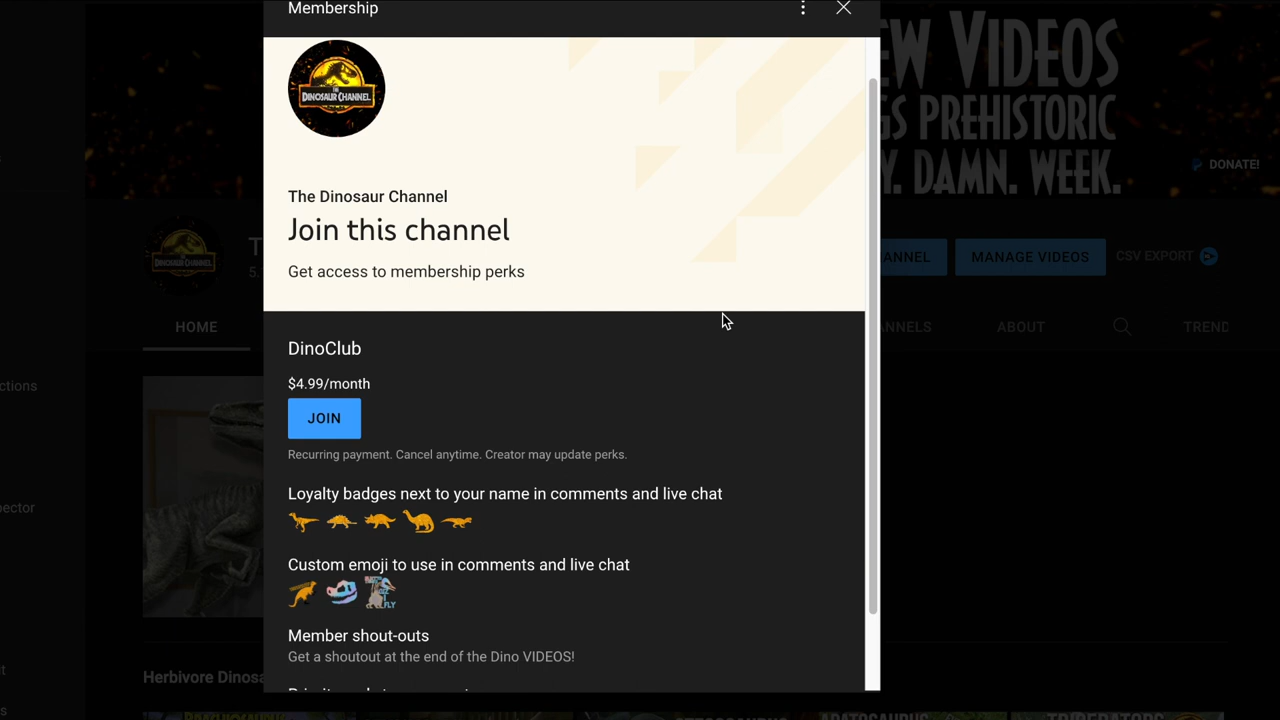 Membership
THE
DINOSAUR CHANNEL
The Dinosaur Channel
Join this channel
Get access to membership perks
DinoClub
$4.99/month
JOIN
Recurring payment. Cancel anytime. Creator may update perks.
Loyalty badges next to your name in comments and live chat
Custom emoji to use in comments and live chat
Member shout-outs
Get a shoutout at the end of the Dino VIDEOS!
EW VIDEOS
GS PREHISTORIC
Y. DAMN. WEEK.
DONATE!
DINOSAUR CHANNEL
T
5.
ANNEL
MANAGE VIDEOS
CSV EXPORT
HOME
ANNELS
ABOUT
TREND
ctions
pector
Herbivore Dinosa